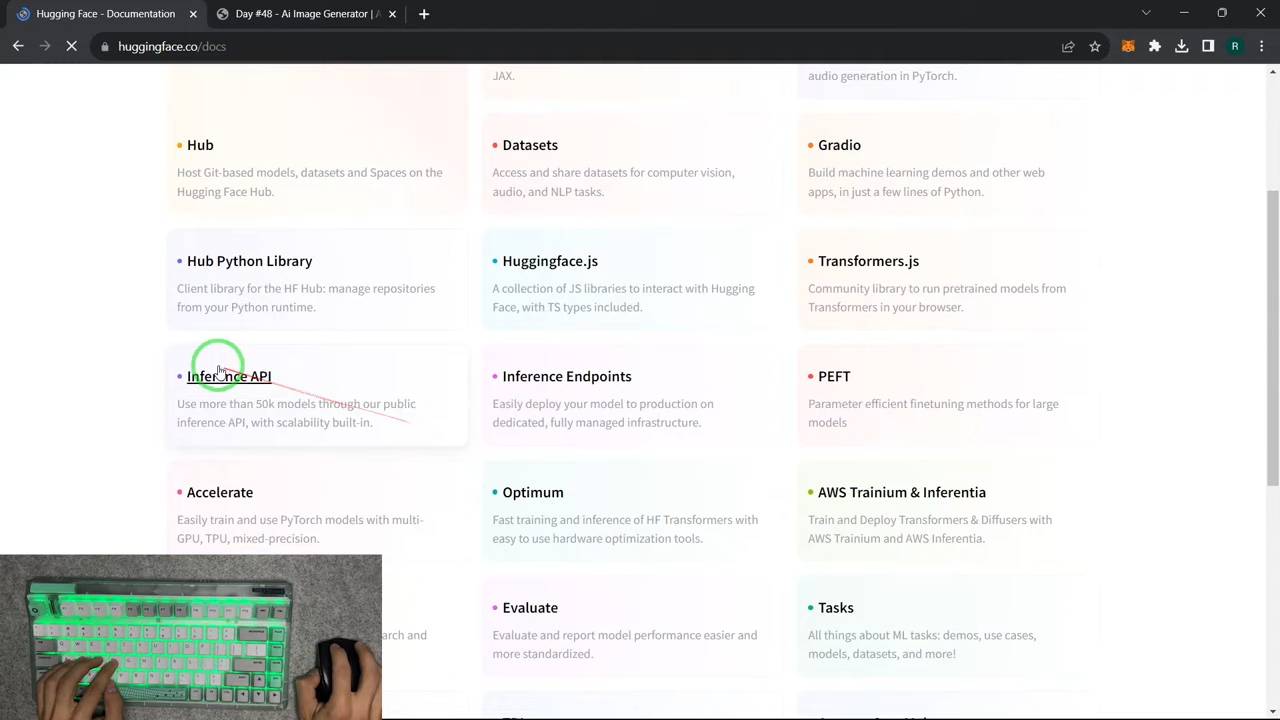 Hugging Face - Documentation
Day #48 - Ai Image Generator | A
huggingface.co/docs
R
JAX.
audio generation in PyTorch.
Hub
Host Git-based models, datasets and Spaces on the
Hugging Face Hub.
Datasets
Access and share datasets for computer vision,
audio, and NLP tasks.
Gradio
Build machine learning demos and other web
apps, in just a few lines of Python.
Hub Python Library
Client library for the HF Hub: manage repositories
from your Python runtime.
Huggingface.js
A collection of JS libraries to interact with Hugging
Face, with TS types included.
Transformers.js
Community library to run pretrained models from
Transformers in your browser.
Inference API
Use more than 50k models through our public
inference API, with scalability built-in.
Inference Endpoints
Easily deploy your model to production on
dedicated, fully managed infrastructure.
PEFT
Parameter efficient finetuning methods for large
models
Accelerate
Easily train and use PyTorch models with multi-
GPU, TPU, mixed-precision.
Optimum
Fast training and inference of HF Transformers with
easy to use hardware optimization tools.
AWS Trainium & Inferentia
Train and Deploy Transformers & Diffusers with
AWS Trainium and AWS Inferentia.
arch and
Evaluate
Evaluate and report model performance easier and
more standardized.
Tasks
All things about ML tasks: demos, use cases,
models, datasets, and more!